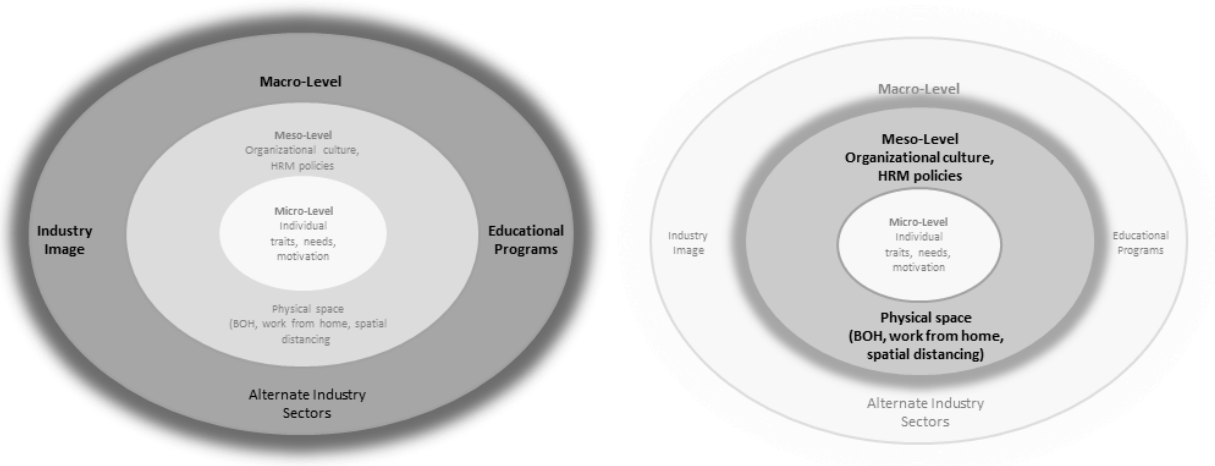 Macro-Level
Meso-Level
Organizational culture,
HRM policies
Micro-Level
Individual
traits, needs,
motivation
Industry
Image
Educational
Programs
Physical space
(BOH, work from home, spatial
distancing
Alternate Industry
Sectors
Macro-Level
Meso-Level
Organizational culture,
HRM policies
Micro-Level
Individual
traits, needs,
motivation
Industry
Image
Educational
Programs
Physical space
(BOH, work from home,
spatial distancing)
Alternate Industry
Sectors